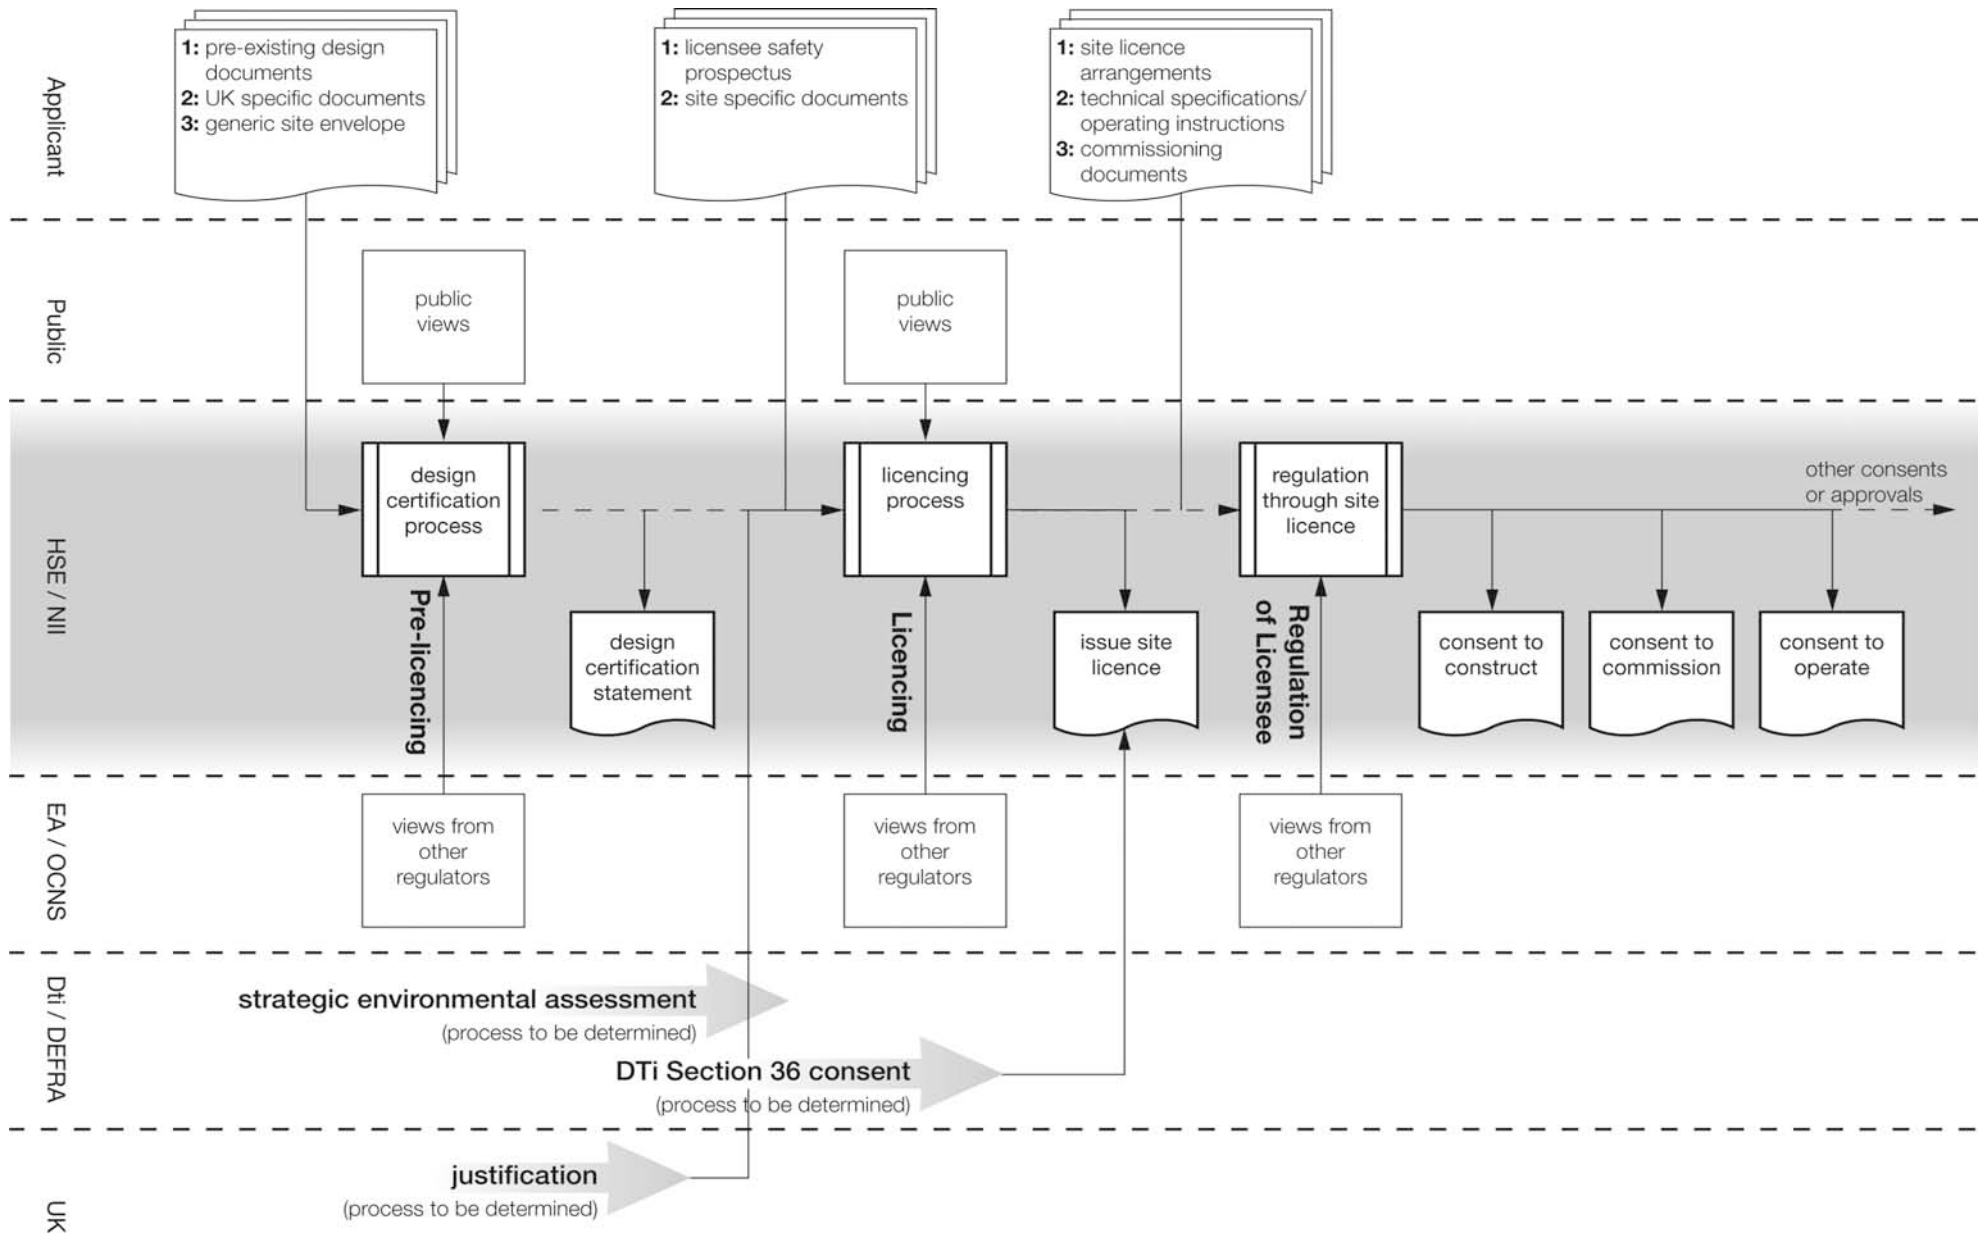 Applicant
1: pre-existing design
documents
2: UK specific documents
3: generic site envelope
1: licensee safety
prospectus
2: site specific documents
1: site licence
arrangements
2: technical specifications/
operating instructions
3: commissioning
documents
Public
public
views
public
views
HSE / NII
design
certification
process
licencing
process
regulation
through site
licence
other consents
or approvals
Pre-licencing
design
certification
statement
Licencing
issue site
licence
Regulation
of Licensee
consent to
construct
consent to
commission
consent to
operate
EA / OCNS
views from
other
regulators
views from
other
regulators
views from
other
regulators
Dti / DEFRA
strategic environmental assessment
(process to be determined)
DTi Section 36 consent
(process to be determined)
UK
justification
(process to be determined)